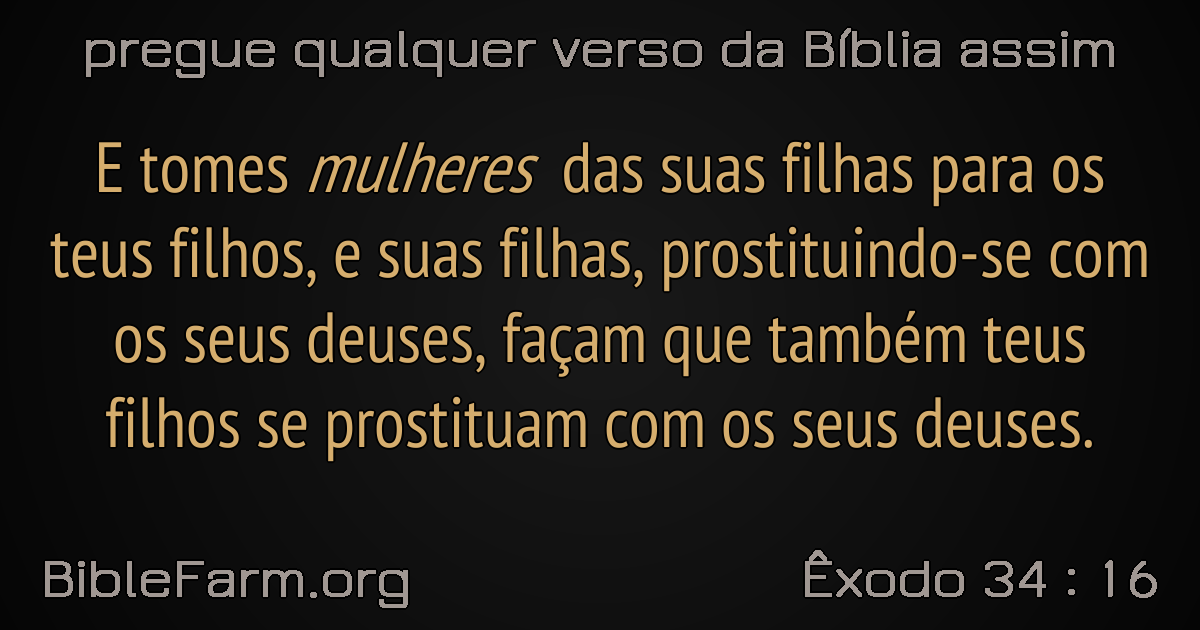 pregue qualquer verso da Bíblia assim
E tomes mulheres das suas filhas para os
teus filhos, e suas filhas, prostituindo-se com
os seus deuses, façam que também teus
filhos se prostituam com os seus deuses.
BibleFarm.org
Êxodo 34 : 16